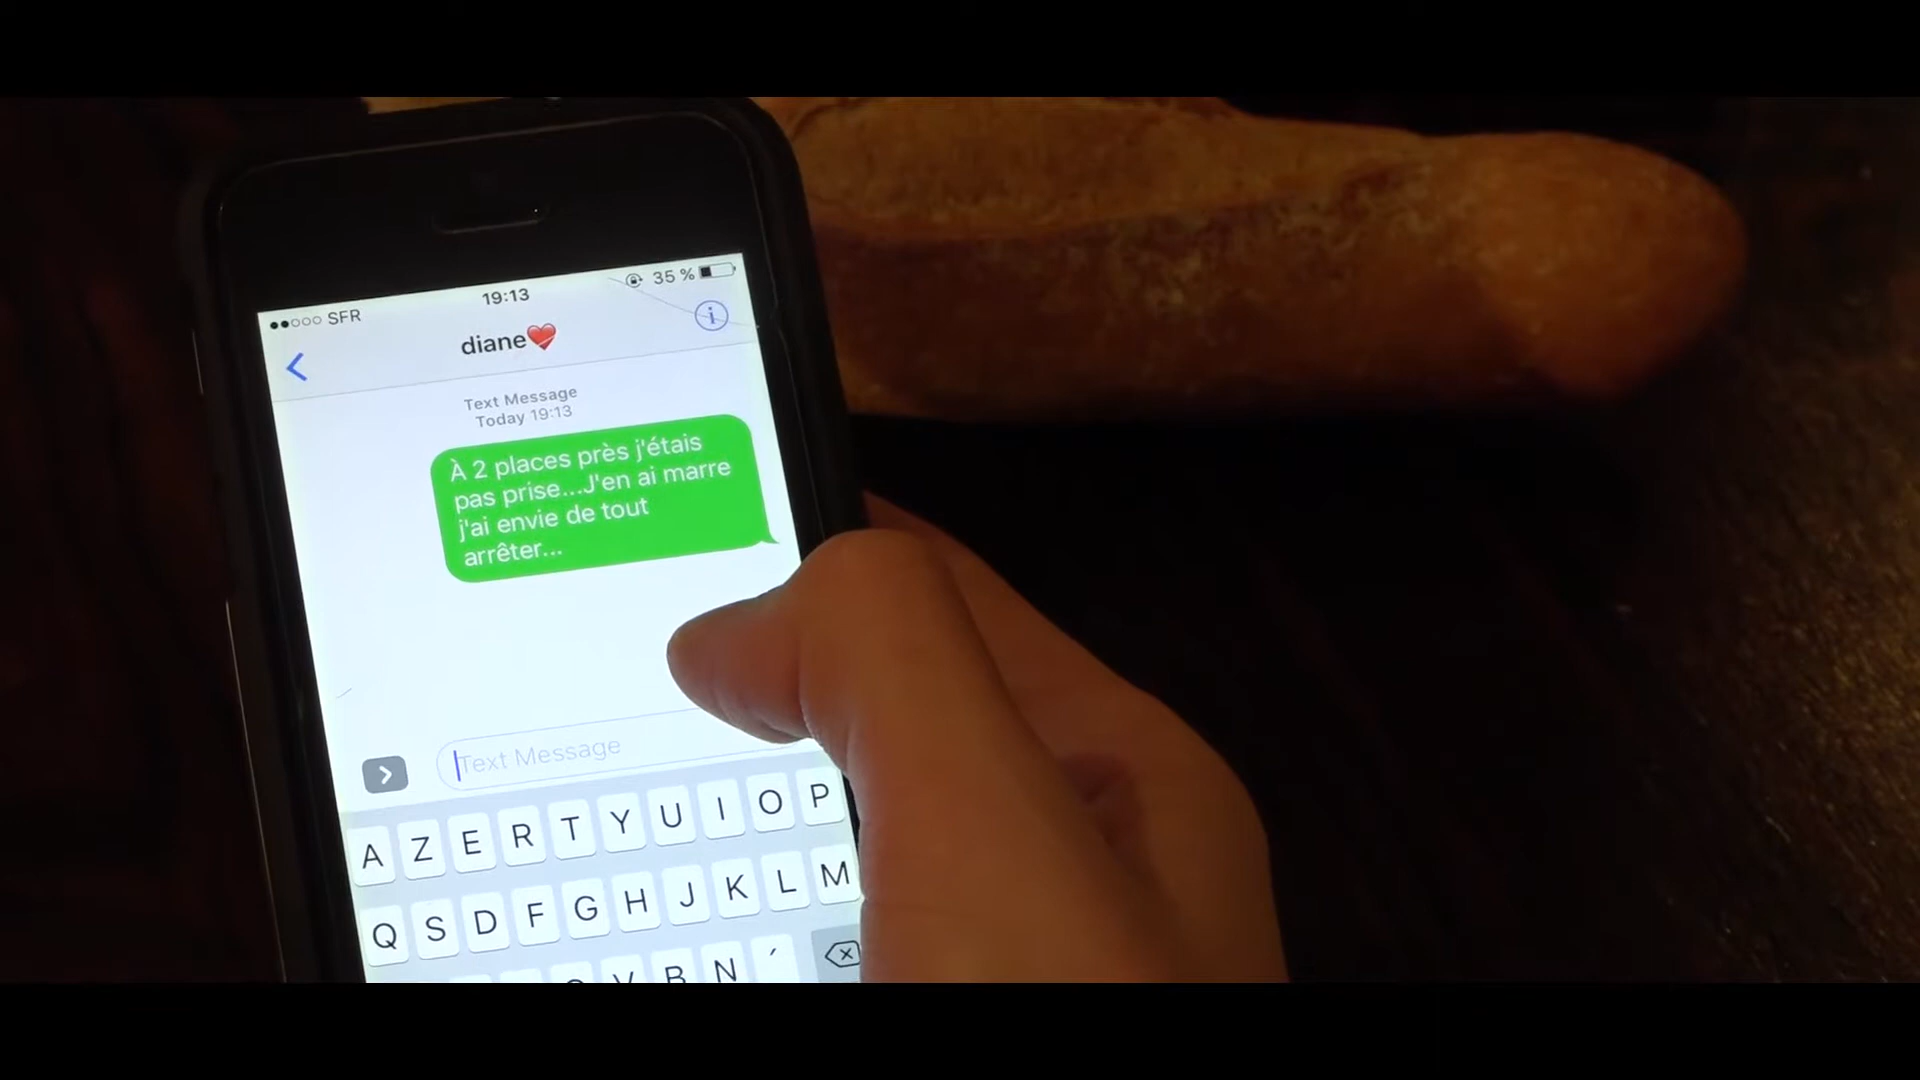 19:13
35 %
SFR
diane❤️
Text Message
Today 19:13
À 2 places près j'étais
pas prise...J'en ai marre
j'ai envie de tout
arrêter...
Text Message
A Z E R T Y U I O P
Q S D F G H J K L M
V B N ´